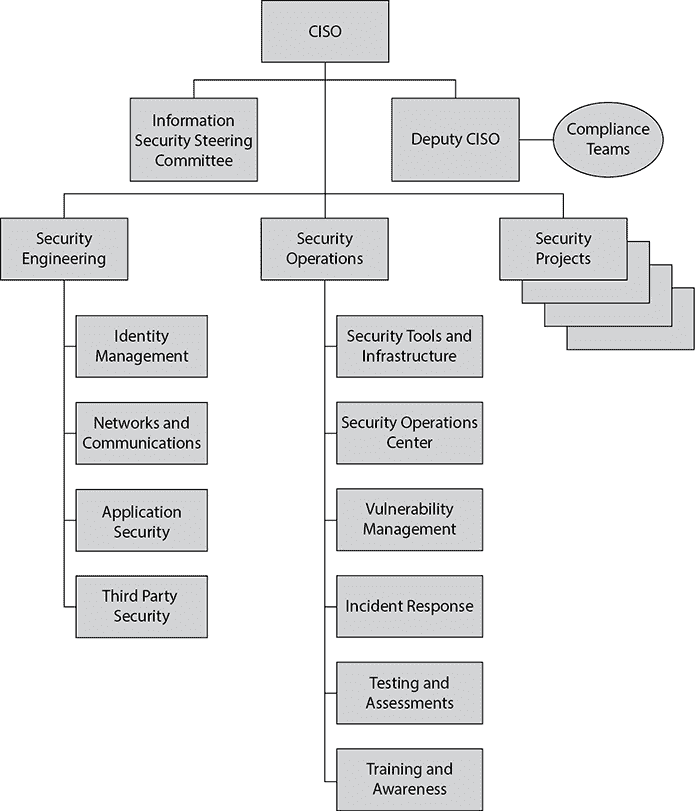 CISO
Information
Security Steering
Committee
Deputy CISO
Compliance
Teams
Security
Engineering
Security
Operations
Security
Projects
Identity
Management
Networks and
Communications
Application
Security
Third Party
Security
Security Tools and
Infrastructure
Security Operations
Center
Vulnerability
Management
Incident Response
Testing and
Assessments
Training and
Awareness